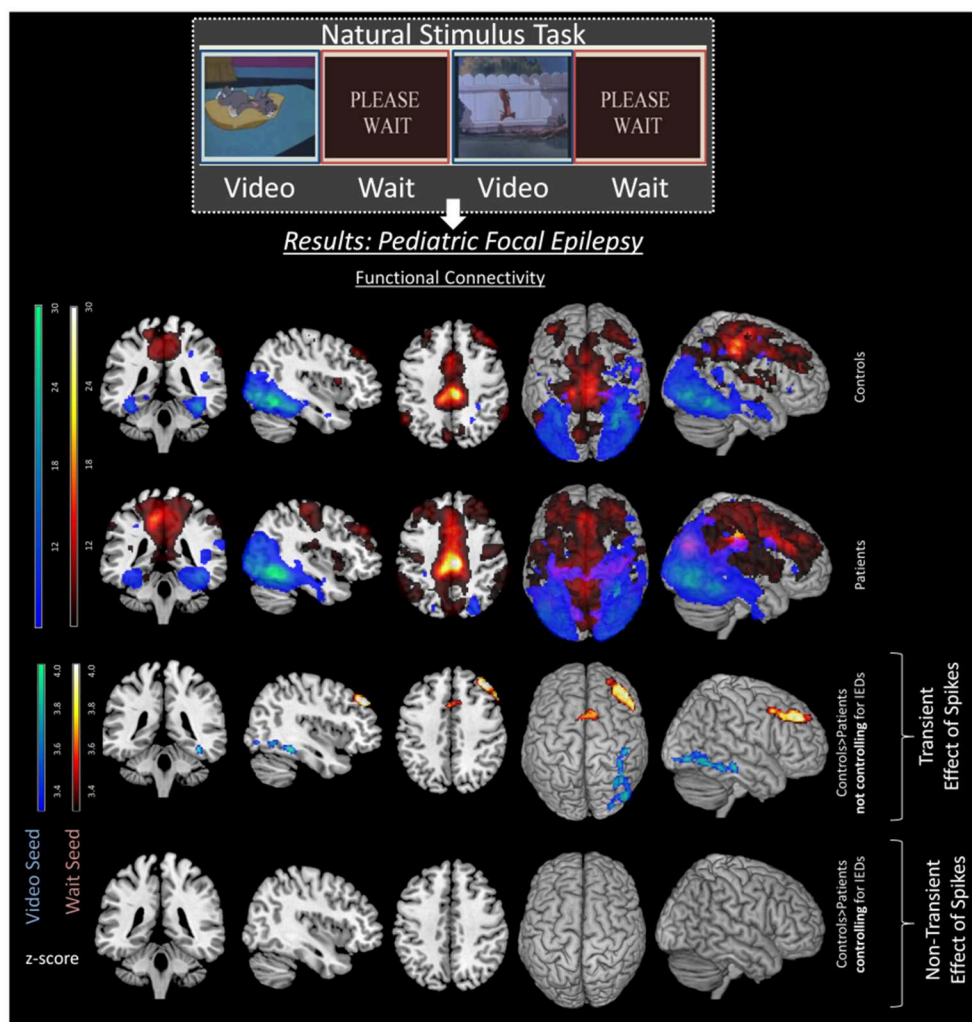 Natural Stimulus Task
PLEASE
WAIT
PLEASE
WAIT
Video
Wait
Video
Wait
Results: Pediatric Focal Epilepsy
Functional Connectivity
30
24
18
12
30
24
18
12
Controls
Patients
4.0
3.8
3.6
3.4
4.0
3.8
3.6
3.4
Controls>Patients
not controlling for IEDs
Transient
Effect of Spikes
Video Seed
Wait Seed
z-score
Controls>Patients
controlling for IEDs
Non-Transient
Effect of Spikes